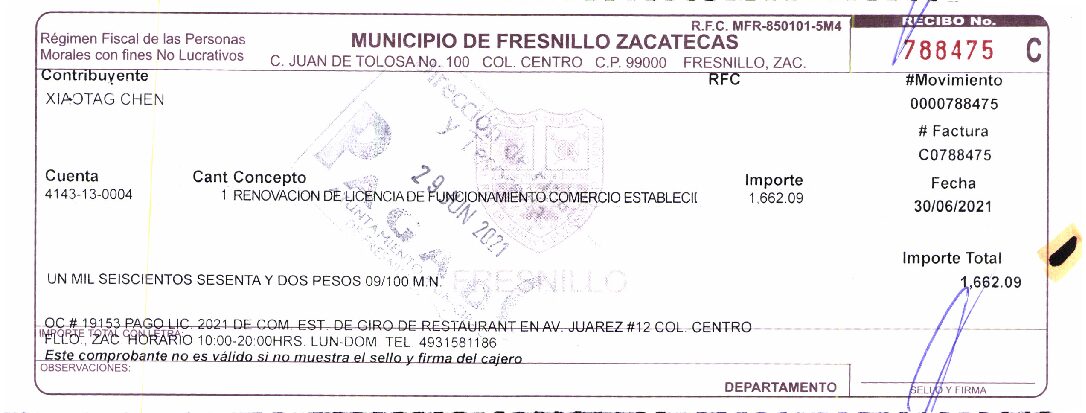 RECIBO No.
788475 C
R.F.C. MFR-850101-5M4
Régimen Fiscal de las Personas
Morales con fines No Lucrativos
MUNICIPIO DE FRESNILLO ZACATECAS
C. JUAN DE TOLOSA No. 100 COL. CENTRO C.P. 99000 FRESNILLO, ZAC.
Contribuyente
RFC
#Movimiento
XIAOTAG CHEN
0000788475
# Factura
C0788475
Cuenta
Cant Concepto
Importe
Fecha
4143-13-0004
1 RENOVACION DE LICENCIA DE FUNCIONAMIENTO COMERCIO ESTABLECI
1,662.09
30/06/2021
PAGADO
29 JUN 2021
Importe Total
FRESNILLO
UN MIL SEISCIENTOS SESENTA Y DOS PESOS 09/100 M.N.
1,662.09
OC # 19153 PAGO LIC. 2021 DE COM. EST. DE GIRO DE RESTAURANT EN AV. JUAREZ #12 COL. CENTRO
IMPORTE TOTAL CON LETRA:
FLLO., ZAC HORARIO 10:00-20:00HRS. LUN-DOM TEL. 4931581186
Este comprobante no es válido si no muestra el sello y firma del cajero
OBSERVACIONES:
DEPARTAMENTO
SELLO Y FIRMA